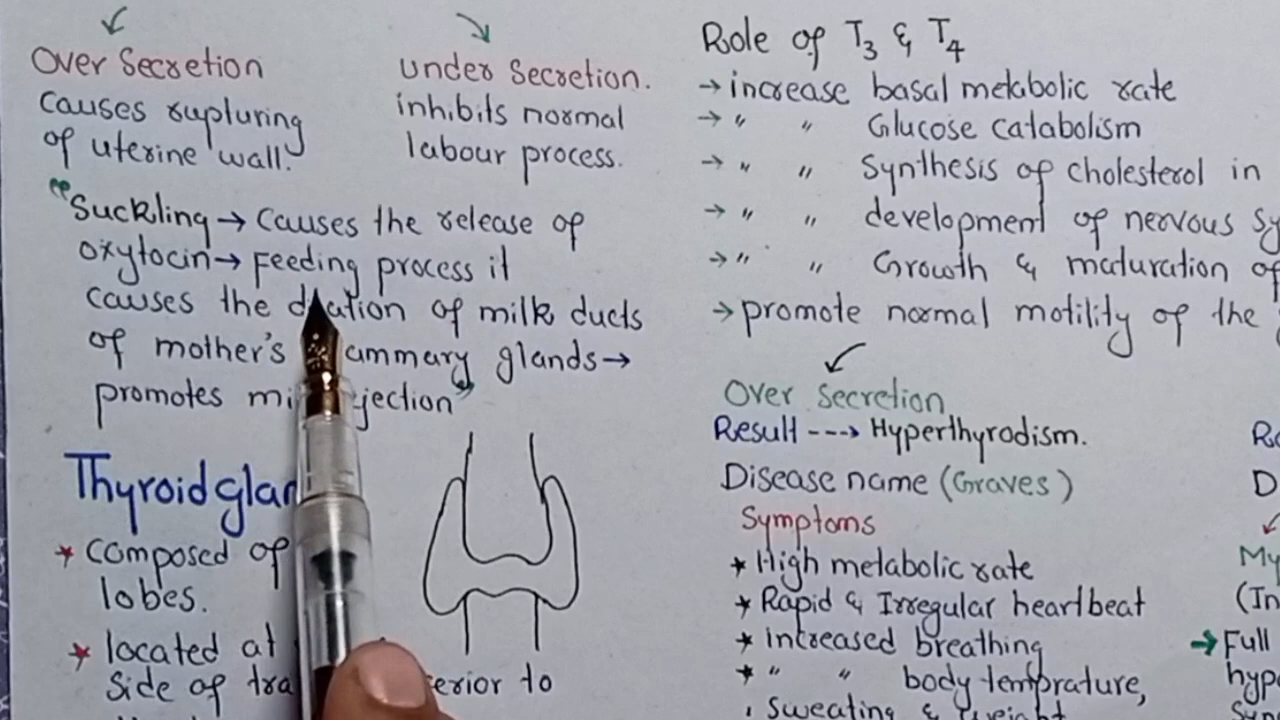 Over Secretion
causes rupturing
of uterine wall.
under Secretion.
inhibits normal
labour process.
"Suckling → causes the release of
oxytocin → Feeding process it
causes the
of milk ducts
of mother's
glands →
promotes
Thyroid
* composed of
lobes.
* located at
Side of
to
Role of T3 & T4
→ increase basal metabolic rate
→ " " Glucose catabolism
→ " " Synthesis of cholesterol in
→ " " development of nervous
→ " " Growth & maturation of
→ promote normal motility of the
Over Secretion
Result ---→ Hyperthyrodism.
Disease name (Graves)
Symptoms
* High metabolic rate
* Rapid & Irregular heartbeat
* increased breathing
* " " body temprature,
Sweating &
→ Full